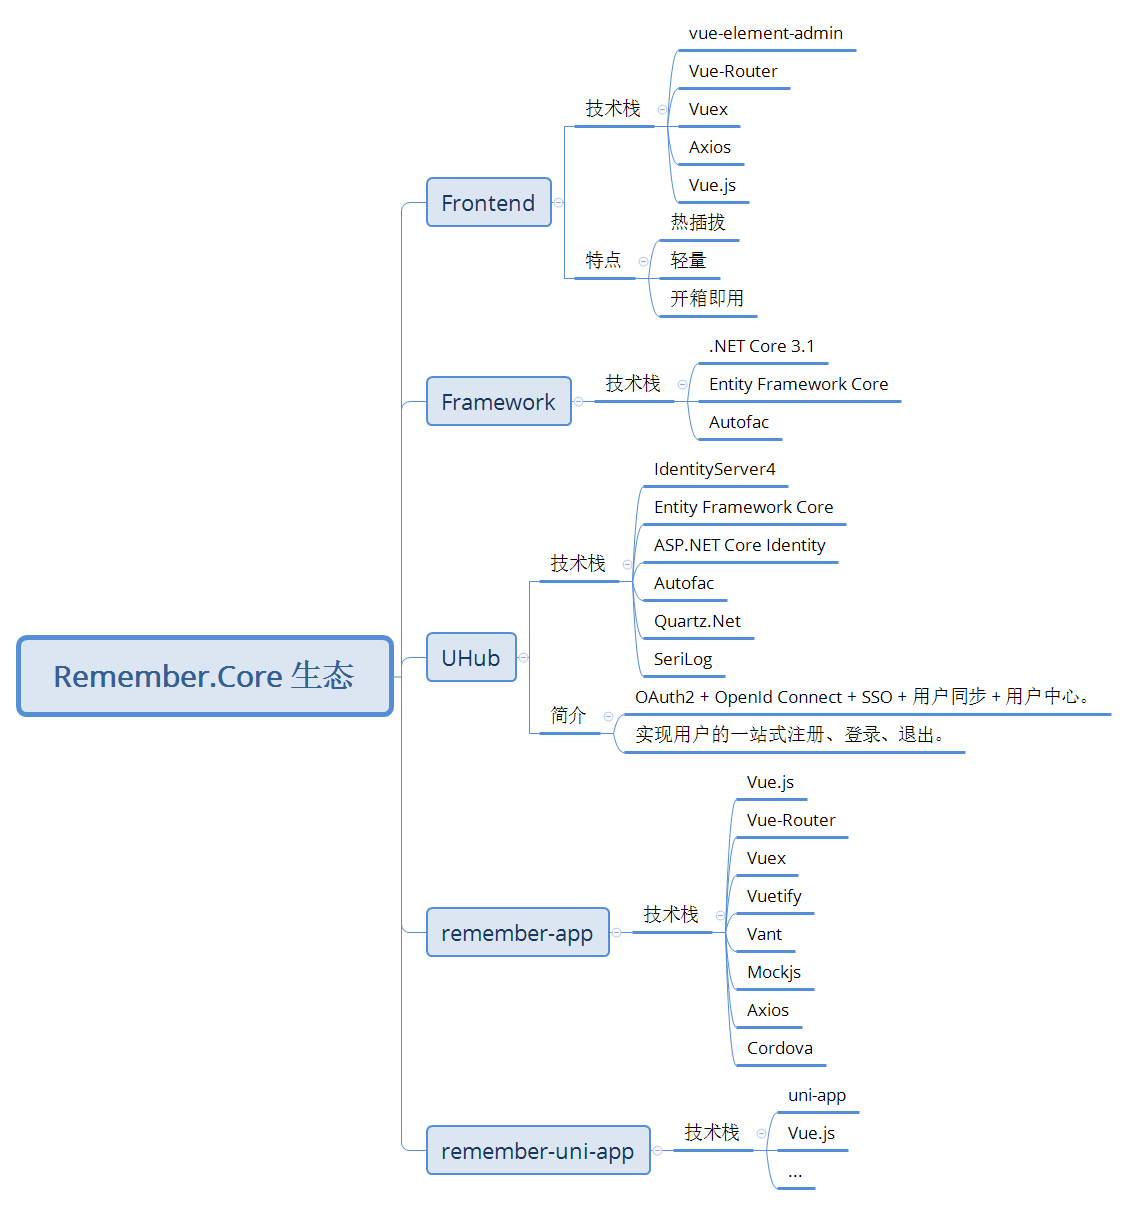 Remember.Core 生态
Frontend
技术栈
vue-element-admin
Vue-Router
Vuex
Axios
Vue.js
特点
热插拔
轻量
开箱即用
Framework
技术栈
.NET Core 3.1
Entity Framework Core
Autofac
UHub
技术栈
IdentityServer4
Entity Framework Core
ASP.NET Core Identity
Autofac
Quartz.Net
SeriLog
简介
OAuth2 + OpenId Connect + SSO + 用户同步 + 用户中心。
实现用户的一站式注册、登录、退出。
remember-app
技术栈
Vue.js
Vue-Router
Vuex
Vuetify
Vant
Mockjs
Axios
Cordova
remember-uni-app
技术栈
uni-app
Vue.js
...